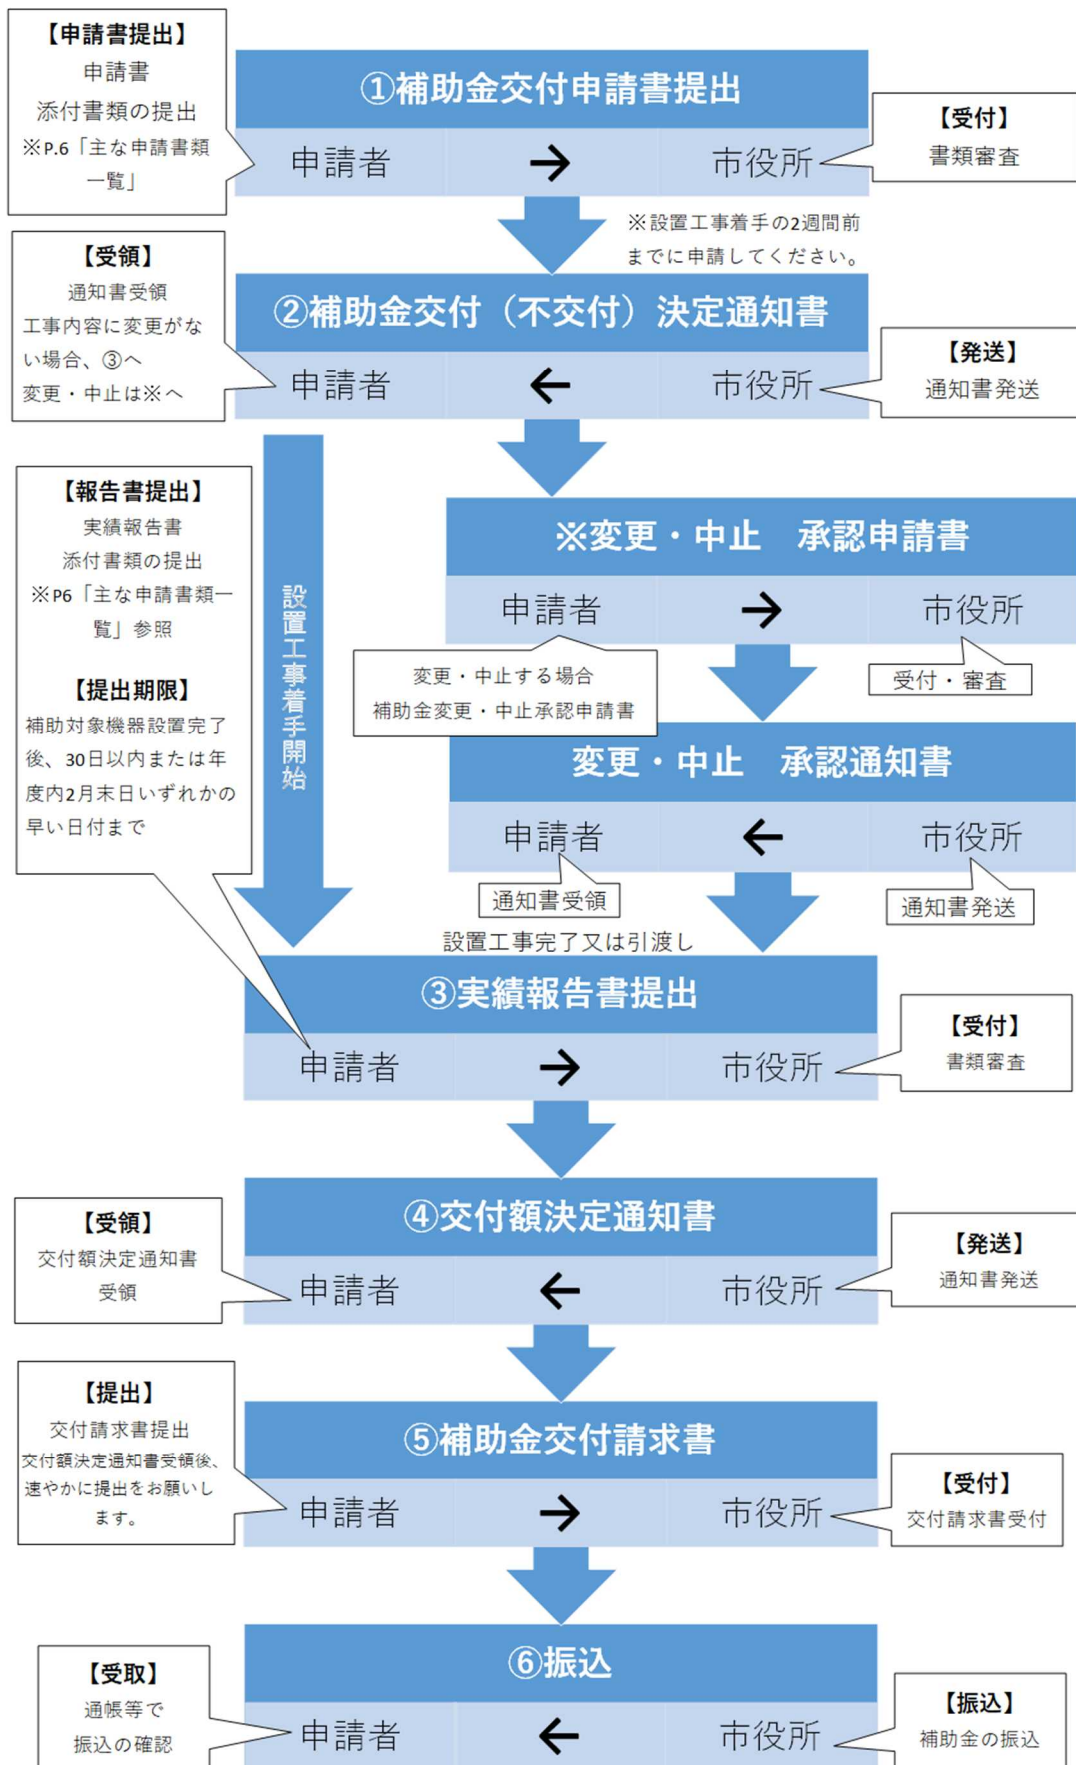 【申請書提出】
申請書
添付書類の提出
※P.6「主な申請書類
一覧」
①補助金交付申請書提出
申請者
→
市役所
【受付】
書類審査
※設置工事着手の2週間前
までに申請してください。
【受領】
通知書受領
工事内容に変更がな
い場合、③へ
変更・中止は※へ
②補助金交付（不交付）決定通知書
申請者
←
市役所
【発送】
通知書発送
【報告書提出】
実績報告書
添付書類の提出
※P6「主な申請書類一
覧」参照
【提出期限】
補助対象機器設置完了
後、30日以内または年
度内2月末日いずれかの
早い日付まで
設置工事着手開始
※変更・中止　承認申請書
申請者
→
市役所
変更・中止する場合
補助金変更・中止承認申請書
受付・審査
変更・中止　承認通知書
申請者
←
市役所
通知書受領
通知書発送
設置工事完了又は引渡し
③実績報告書提出
申請者
→
市役所
【受付】
書類審査
④交付額決定通知書
【受領】
交付額決定通知書
受領
申請者
←
市役所
【発送】
通知書発送
⑤補助金交付請求書
【提出】
交付請求書提出
交付額決定通知書受領後、
速やかに提出をお願いし
ます。
申請者
→
市役所
【受付】
交付請求書受付
⑥振込
【受取】
通帳等で
振込の確認
申請者
←
市役所
【振込】
補助金の振込